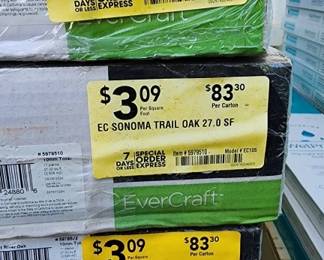 DAYS OR LESS EXPRESS
EverCraft
$3.09
Per Square Foot
$83.30
Per Carton
EC SONOMA TRAIL OAK 27.0 SF
7 DAYS OR LESS SPECIAL ORDER EXPRESS
Item # 5979510
Model # EC105
# 5979510
EverCraft
$3.09
$83.30
Per Carton